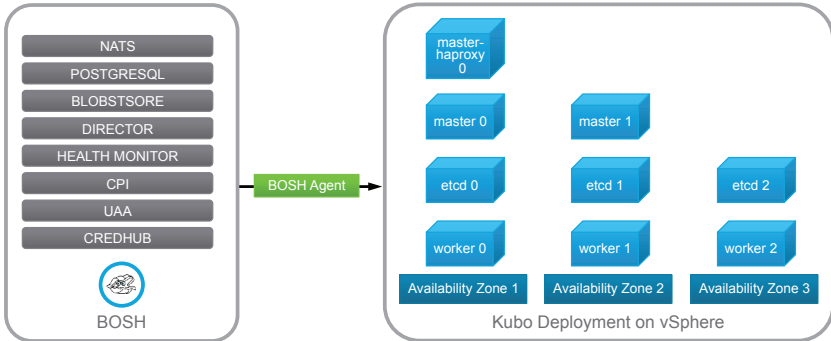 NATS
POSTGRESQL
BLOBSTSORE
DIRECTOR
HEALTH MONITOR
CPI
UAA
CREDHUB
BOSH
BOSH Agent
master-
haproxy
0
master 0
master 1
etcd 0
etcd 1
etcd 2
worker 0
worker 1
worker 2
Availability Zone 1
Availability Zone 2
Availability Zone 3
Kubo Deployment on vSphere